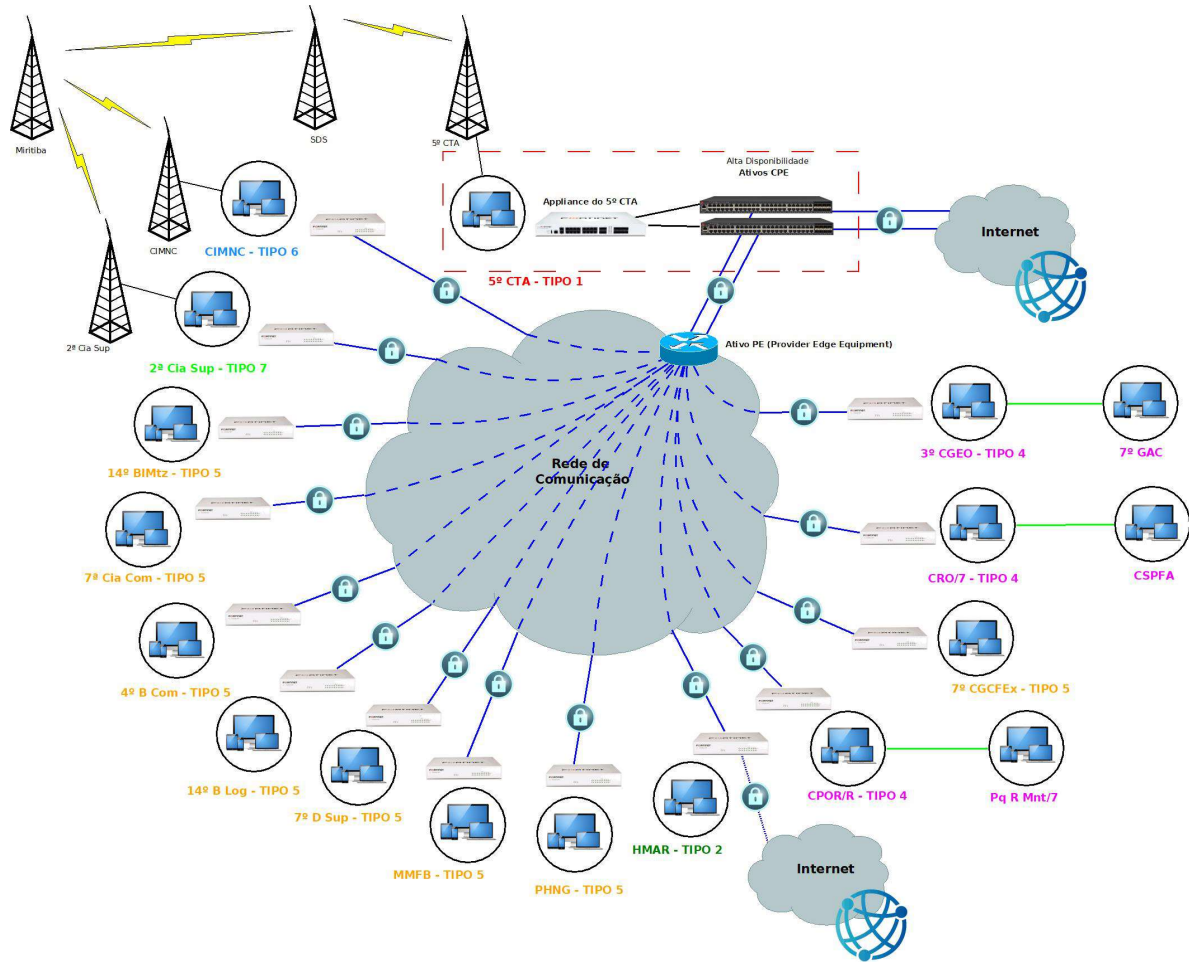 Miritiba
SDS
5º CTA
CIMNC
2ª Cia Sup
CIMNC - TIPO 6
Alta Disponibilidade
Ativos CPE
Appliance do 5º CTA
FORTINET
5º CTA - TIPO 1
Internet
2ª Cia Sup - TIPO 7
Ativo PE (Provider Edge Equipment)
14º BIMtz - TIPO 5
Rede de
Comunicação
3º CGEO - TIPO 4
7º GAC
7ª Cia Com - TIPO 5
CRO/7 - TIPO 4
CSPFA
4º B Com - TIPO 5
7º CGCFEx - TIPO 5
14º B Log - TIPO 5
7º D Sup - TIPO 5
MMFB - TIPO 5
PHNG - TIPO 5
HMAR - TIPO 2
CPOR/R - TIPO 4
Pq R Mnt/7
Internet